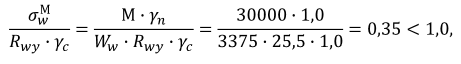 σ_w^M / (R_wy · γ_c) = (M · γ_n) / (W_w · R_wy · γ_c) = (30000 · 1,0) / (3375 · 25,5 · 1,0) = 0,35 < 1,0,